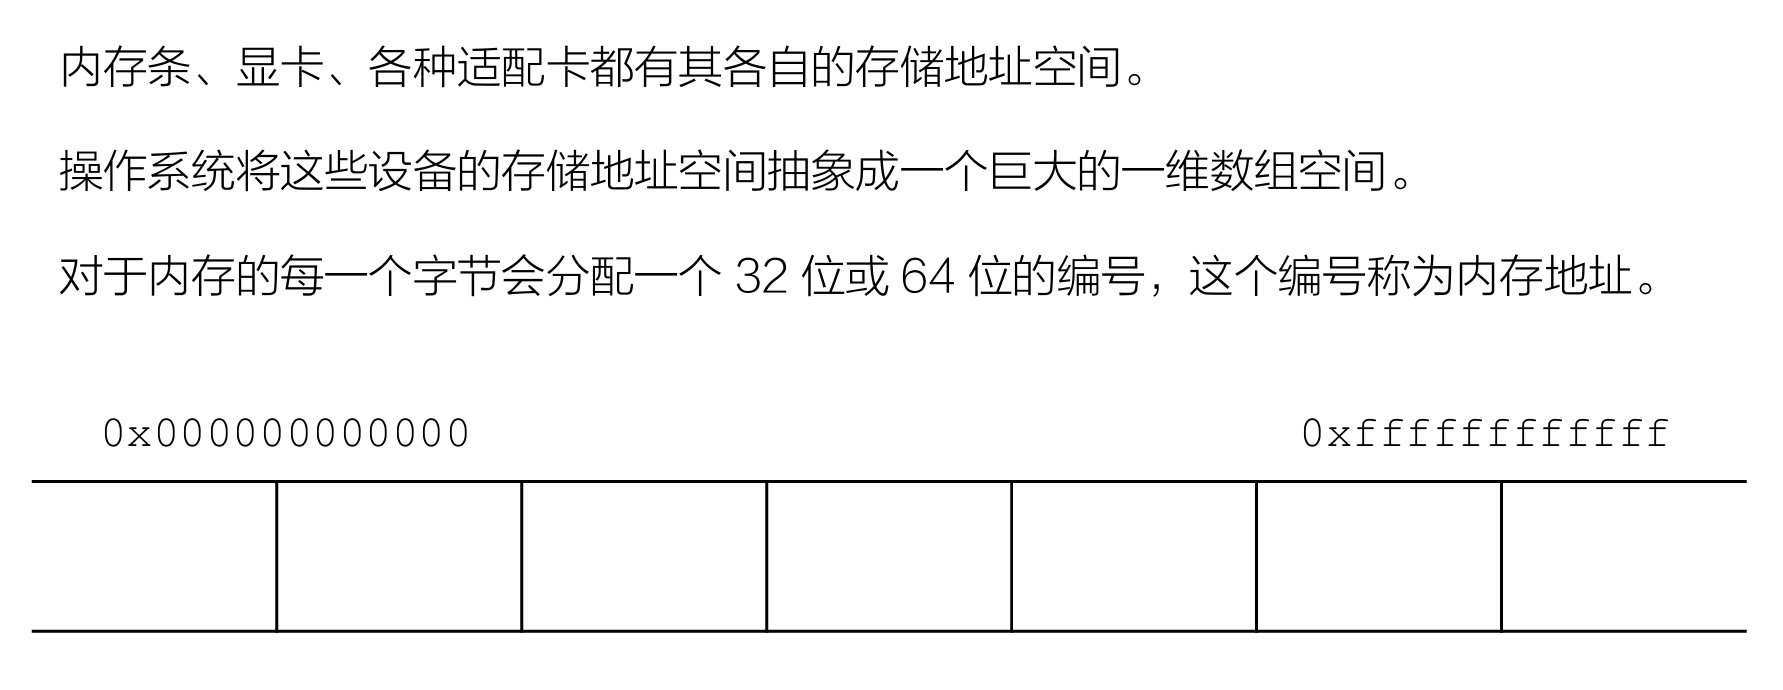 内存条、显卡、各种适配卡都有其各自的存储地址空间。
操作系统将这些设备的存储地址空间抽象成一个巨大的一维数组空间。
对于内存的每一个字节会分配一个 32 位或 64 位的编号，这个编号称为内存地址。
0x000000000000 0xffffffffffff